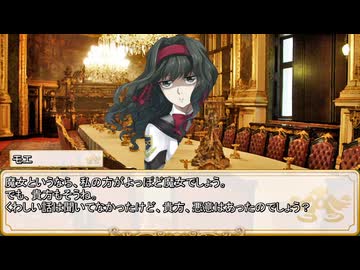 モエ
魔女というなら、私の方がよっぽど魔女でしょう。
でも、貴方もそうね。
くわしい話は聞いてなかったけど、貴方、悪意はあったのでしょう？